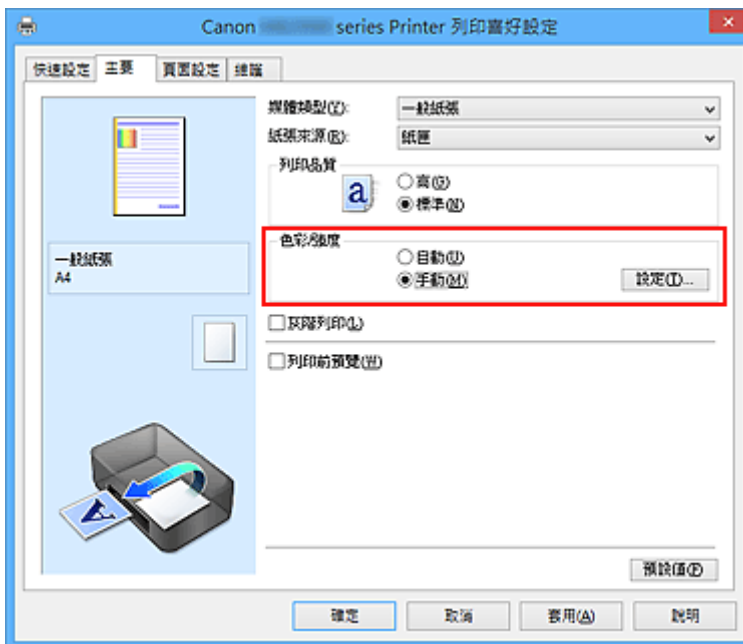 Canon series Printer 列印喜好設定
快速設定 主要 頁面設定 維護
媒體類型(Y): 一般紙張
紙張來源(R): 紙匣
列印品質
a
高(G)
標準(N)
色彩/強度
自動(U)
手動(M) 設定(T)...
一般紙張
A4
灰階列印(L)
列印前預覽(W)
A
預設值(F)
確定 取消 套用(A) 說明